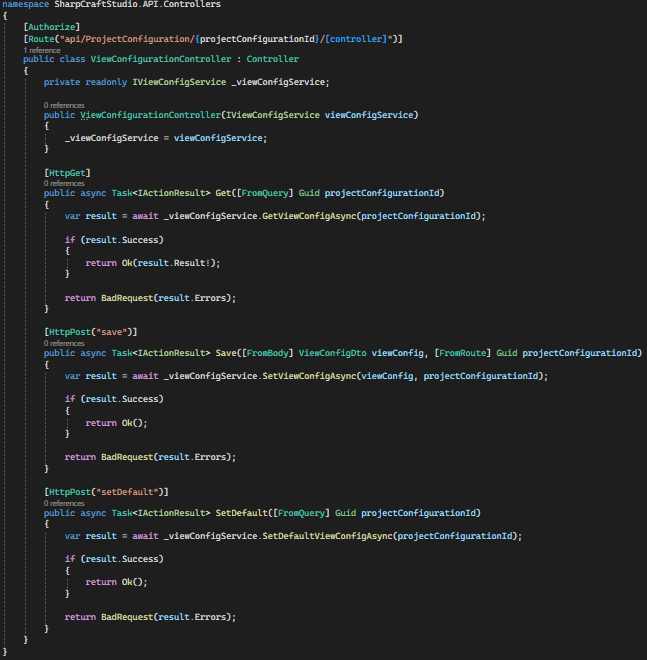 namespace SharpCraftStudio.API.Controllers
{
    [Authorize]
    [Route("api/ProjectConfiguration/{projectConfigurationId}/[controller]")]
    1 reference
    public class ViewConfigurationController : Controller
    {
        private readonly IViewConfigService _viewConfigService;

        0 references
        public ViewConfigurationController(IViewConfigService viewConfigService)
        {
            _viewConfigService = viewConfigService;
        }

        [HttpGet]
        0 references
        public async Task<IActionResult> Get([FromQuery] Guid projectConfigurationId)
        {
            var result = await _viewConfigService.GetViewConfigAsync(projectConfigurationId);

            if (result.Success)
            {
                return Ok(result.Result!);
            }

            return BadRequest(result.Errors);
        }

        [HttpPost("save")]
        0 references
        public async Task<IActionResult> Save([FromBody] ViewConfigDto viewConfig, [FromRoute] Guid projectConfigurationId)
        {
            var result = await _viewConfigService.SetViewConfigAsync(viewConfig, projectConfigurationId);

            if (result.Success)
            {
                return Ok();
            }

            return BadRequest(result.Errors);
        }

        [HttpPost("setDefault")]
        0 references
        public async Task<IActionResult> SetDefault([FromQuery] Guid projectConfigurationId)
        {
            var result = await _viewConfigService.SetDefaultViewConfigAsync(projectConfigurationId);

            if (result.Success)
            {
                return Ok();
            }

            return BadRequest(result.Errors);
        }
    }
}